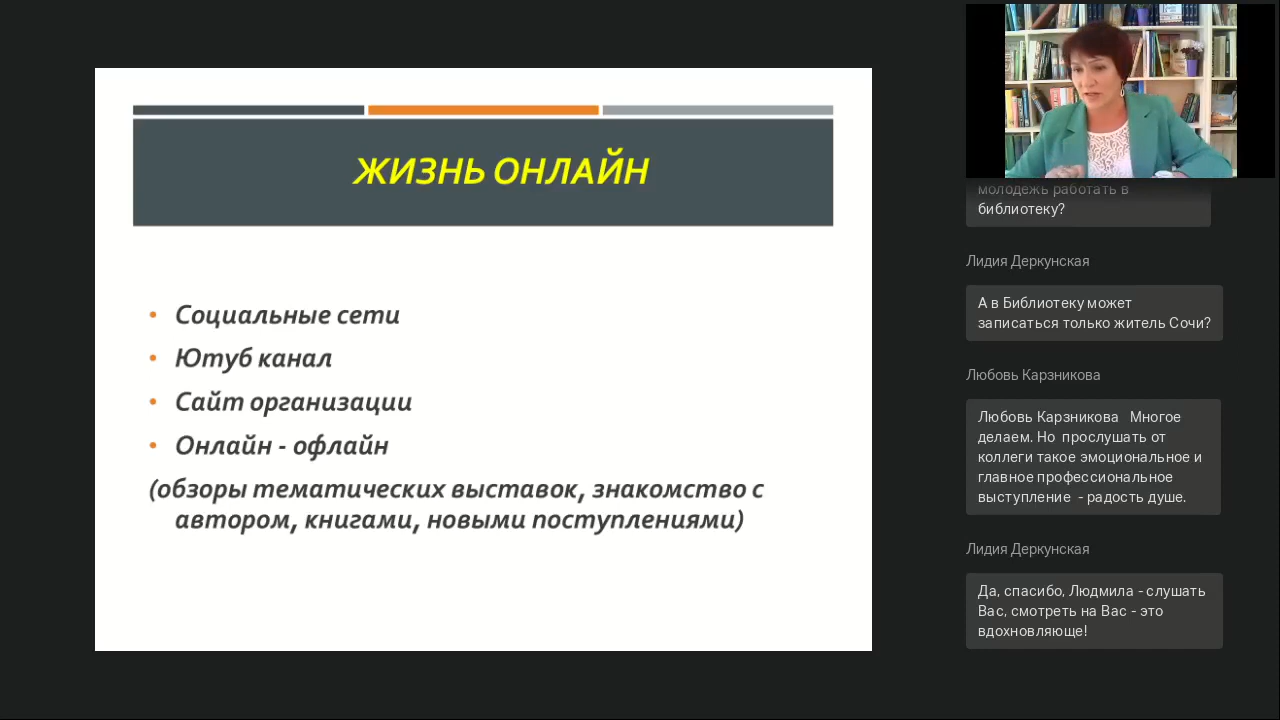 ЖИЗНЬ ОНЛАЙН
• Социальные сети
• Ютуб канал
• Сайт организации
• Онлайн - офлайн
(обзоры тематических выставок, знакомство с
автором, книгами, новыми поступлениями)
молодежь работать в
библиотеку?
Лидия Деркунская
А в Библиотеку может
записаться только житель Сочи?
Любовь Карзникова
Любовь Карзникова Многое
делаем. Но прослушать от
коллеги такое эмоциональное и
главное профессиональное
выступление - радость душе.
Лидия Деркунская
Да, спасибо, Людмила - слушать
Вас, смотреть на Вас - это
вдохновляюще!